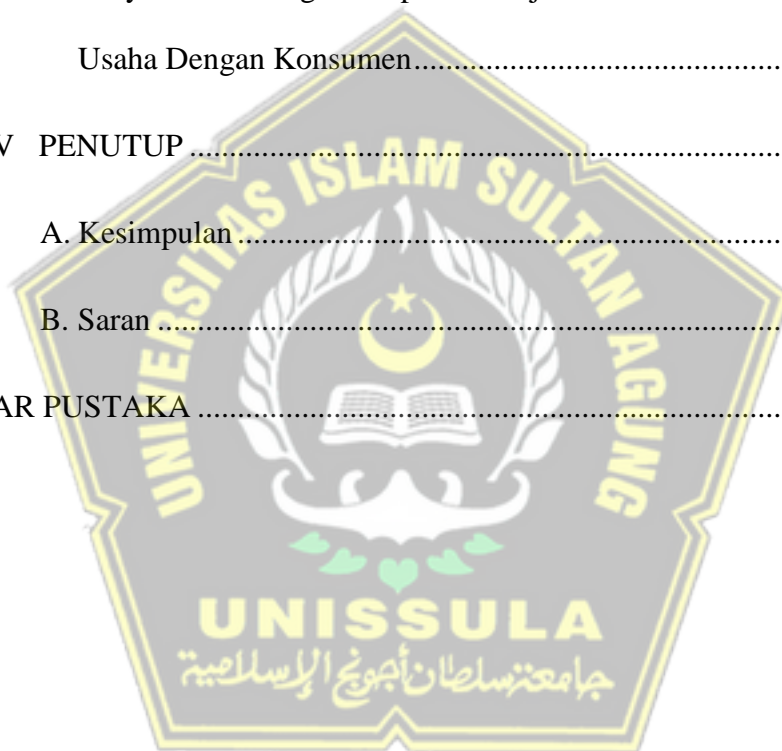 Usaha Dengan Konsumen
V PENUTUP
A. Kesimpulan
B. Saran
AR PUSTAKA
UNIVERSITAS ISLAM SULTAN AGUNG
UNISSULA
جامعة سلطان أجونج الإسلامية